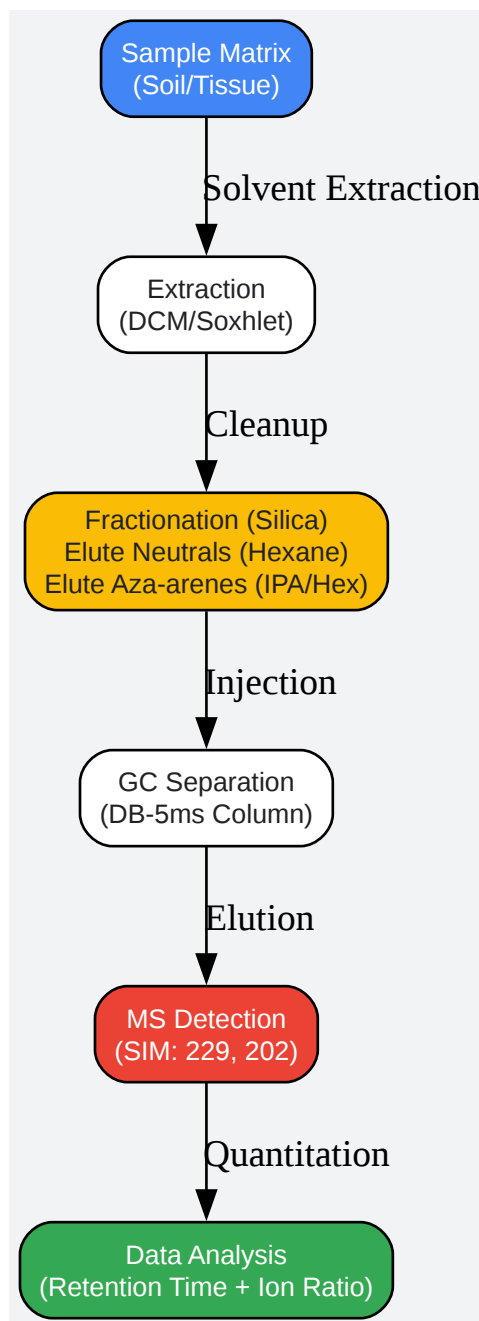 Sample Matrix
(Soil/Tissue)
Solvent Extraction
Extraction
(DCM/Soxhlet)
Cleanup
Fractionation (Silica)
Elute Neutrals (Hexane)
Elute Aza-arenes (IPA/Hex)
Injection
GC Separation
(DB-5ms Column)
Elution
MS Detection
(SIM: 229, 202)
Quantitation
Data Analysis
(Retention Time + Ion Ratio)